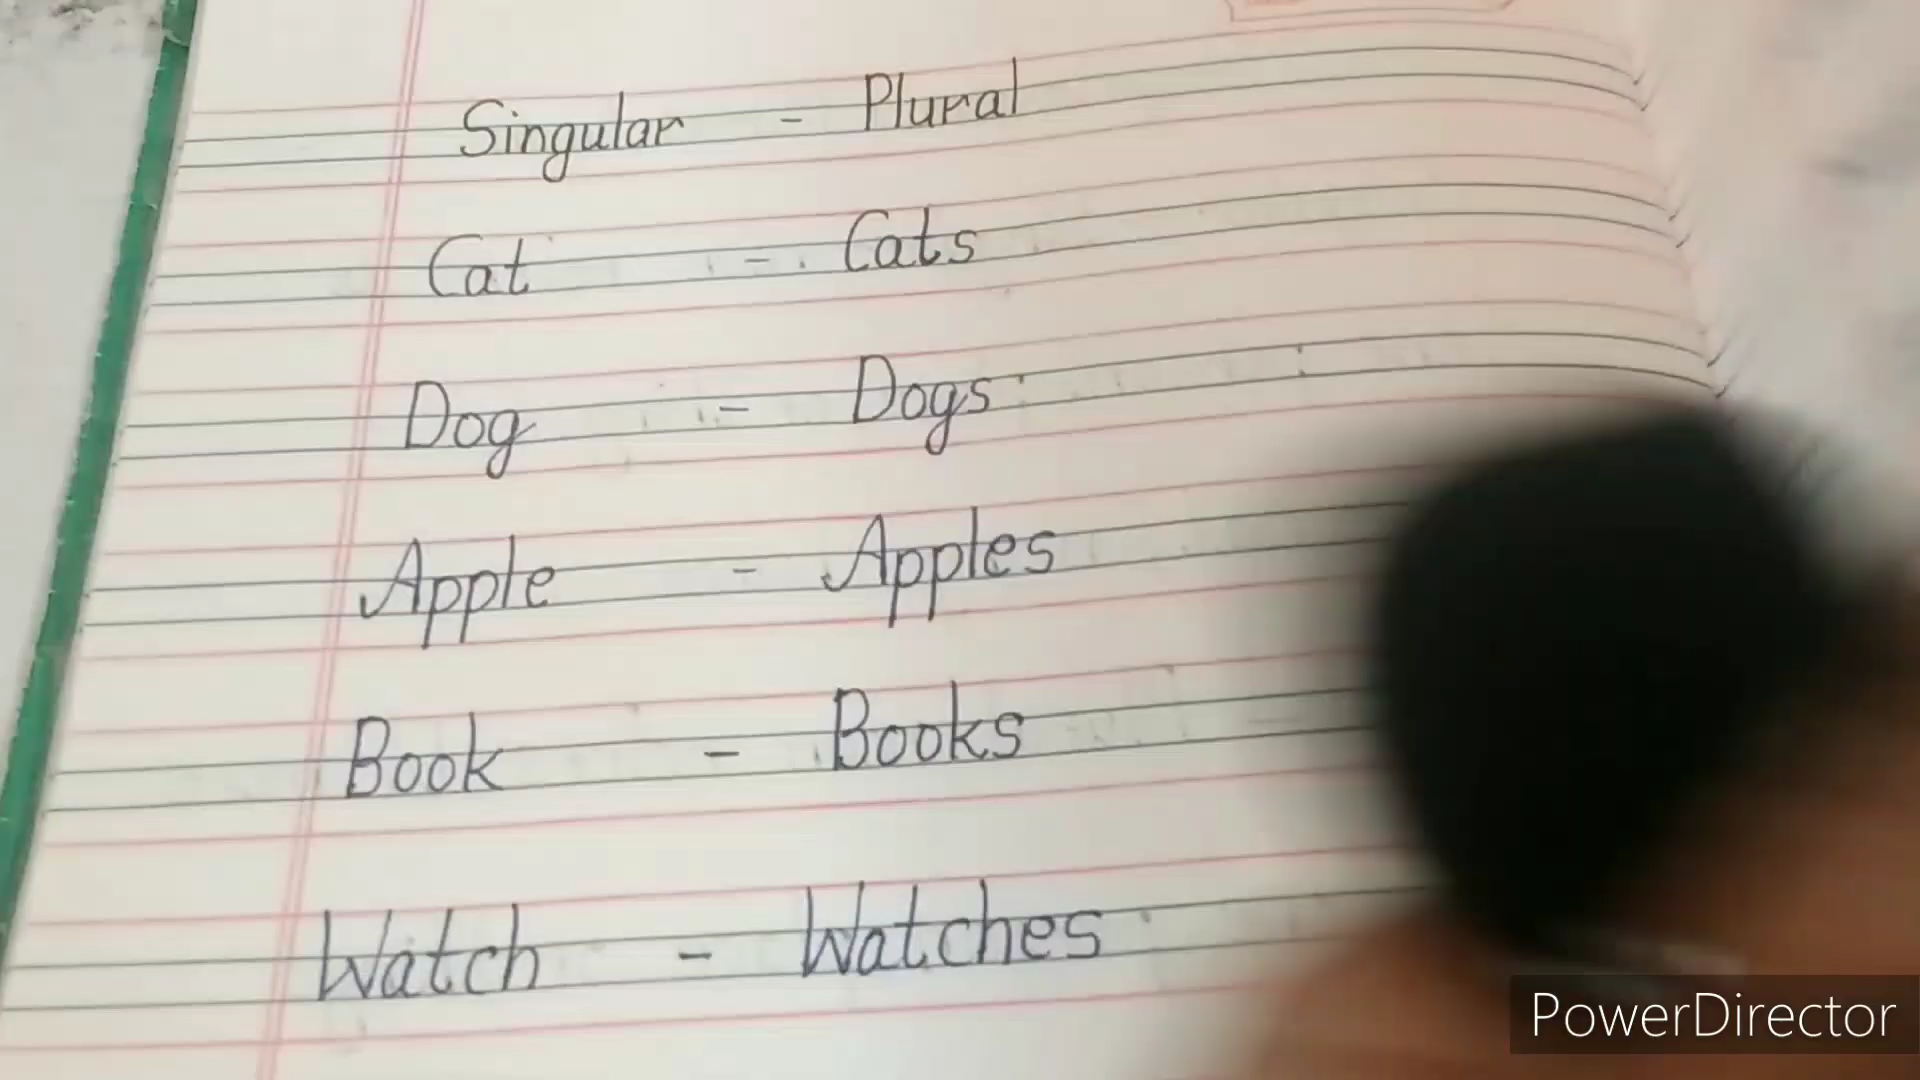 Singular - Plural
Cat - Cats
Dog - Dogs
Apple - Apples
Book - Books
Watch - Watches
PowerDirector